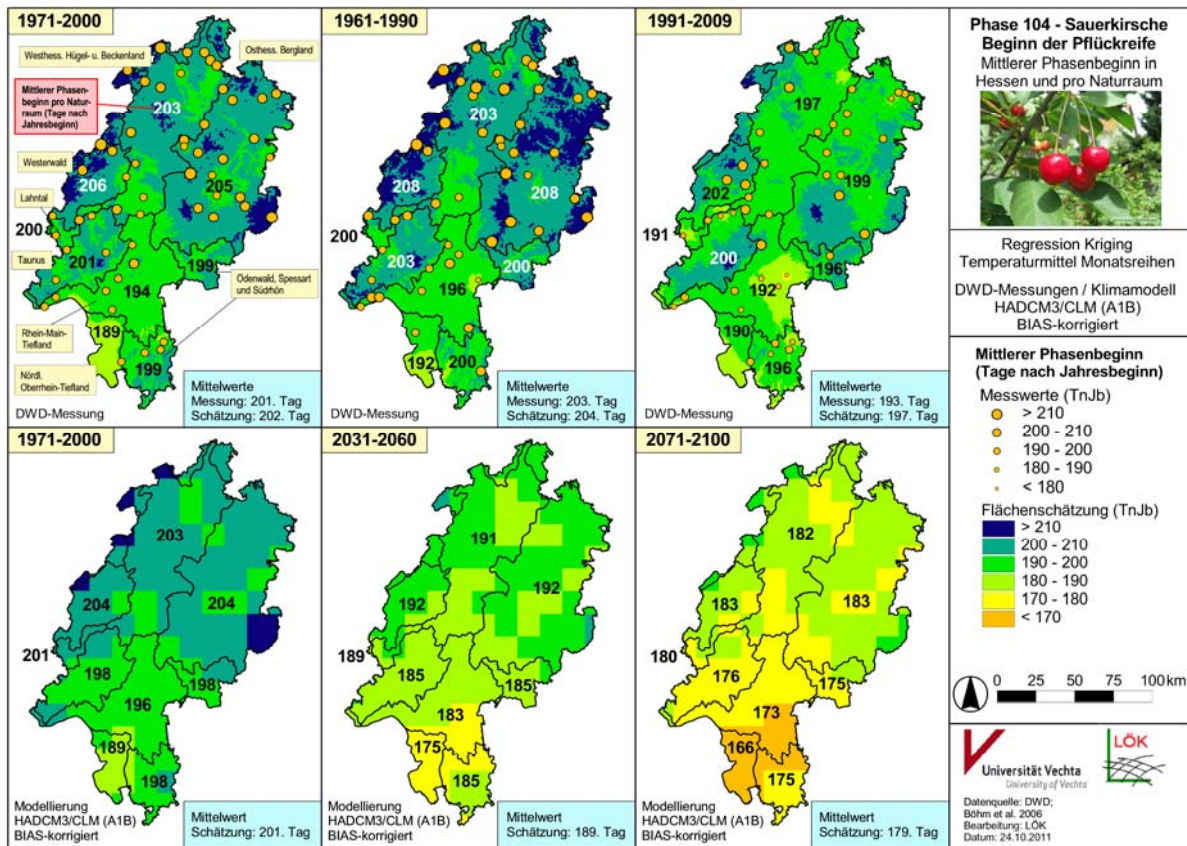 1971-2000
Westhess. Hügel- u. Beckenland
Osthess. Bergland
Mittlerer Phasen-
beginn pro Natur-
raum (Tage nach
Jahresbeginn)
203
Westerwald
206
205
Lahntal
200
Taunus
201
199
194
Odenwald, Spessart
und Südrhön
Rhein-Main-
Tiefland
189
Nördl.
Oberrhein-Tiefland
199
DWD-Messung
Mittelwerte
Messung: 201. Tag
Schätzung: 202. Tag
1961-1990
203
208
208
200
203
200
196
192
200
DWD-Messung
Mittelwerte
Messung: 203. Tag
Schätzung: 204. Tag
1991-2009
197
199
202
191
200
196
192
190
196
DWD-Messung
Mittelwerte
Messung: 193. Tag
Schätzung: 197. Tag
1971-2000
203
204
204
201
198
198
196
189
198
Modellierung
HADCM3/CLM (A1B)
BIAS-korrigiert
Mittelwert
Schätzung: 201. Tag
2031-2060
191
192
192
189
185
185
183
175
185
Modellierung
HADCM3/CLM (A1B)
BIAS-korrigiert
Mittelwert
Schätzung: 189. Tag
2071-2100
182
183
183
180
176
175
173
166
175
Modellierung
HADCM3/CLM (A1B)
BIAS-korrigiert
Mittelwert
Schätzung: 179. Tag
Phase 104 - Sauerkirsche
Beginn der Pflückreife
Mittlerer Phasenbeginn in
Hessen und pro Naturraum
Regression Kriging
Temperaturmittel Monatsreihen
DWD-Messungen / Klimamodell
HADCM3/CLM (A1B)
BIAS-korrigiert
Mittlerer Phasenbeginn
(Tage nach Jahresbeginn)
Messwerte (TnJb)
> 210
200 - 210
190 - 200
180 - 190
< 180
Flächenschätzung (TnJb)
> 210
200 - 210
190 - 200
180 - 190
170 - 180
< 170
0 25 50 75 100 km
Universität Vechta
University of Vechta
LÖK
Datenquelle: DWD;
Böhm et al. 2006
Bearbeitung: LÖK
Datum: 24.10.2011